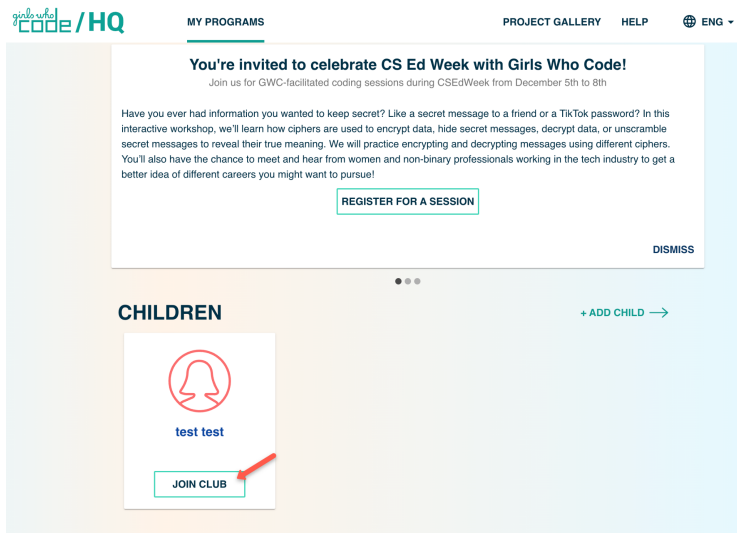 girls who code / HQ
MY PROGRAMS
PROJECT GALLERY
HELP
ENG
You're invited to celebrate CS Ed Week with Girls Who Code!
Join us for GWC-facilitated coding sessions during CSEdWeek from December 5th to 8th
Have you ever had information you wanted to keep secret? Like a secret message to a friend or a TikTok password? In this
interactive workshop, we'll learn how ciphers are used to encrypt data, hide secret messages, decrypt data, or unscramble
secret messages to reveal their true meaning. We will practice encrypting and decrypting messages using different ciphers.
You'll also have the chance to meet and hear from women and non-binary professionals working in the tech industry to get a
better idea of different careers you might want to pursue!
REGISTER FOR A SESSION
DISMISS
CHILDREN
+ ADD CHILD
test test
JOIN CLUB